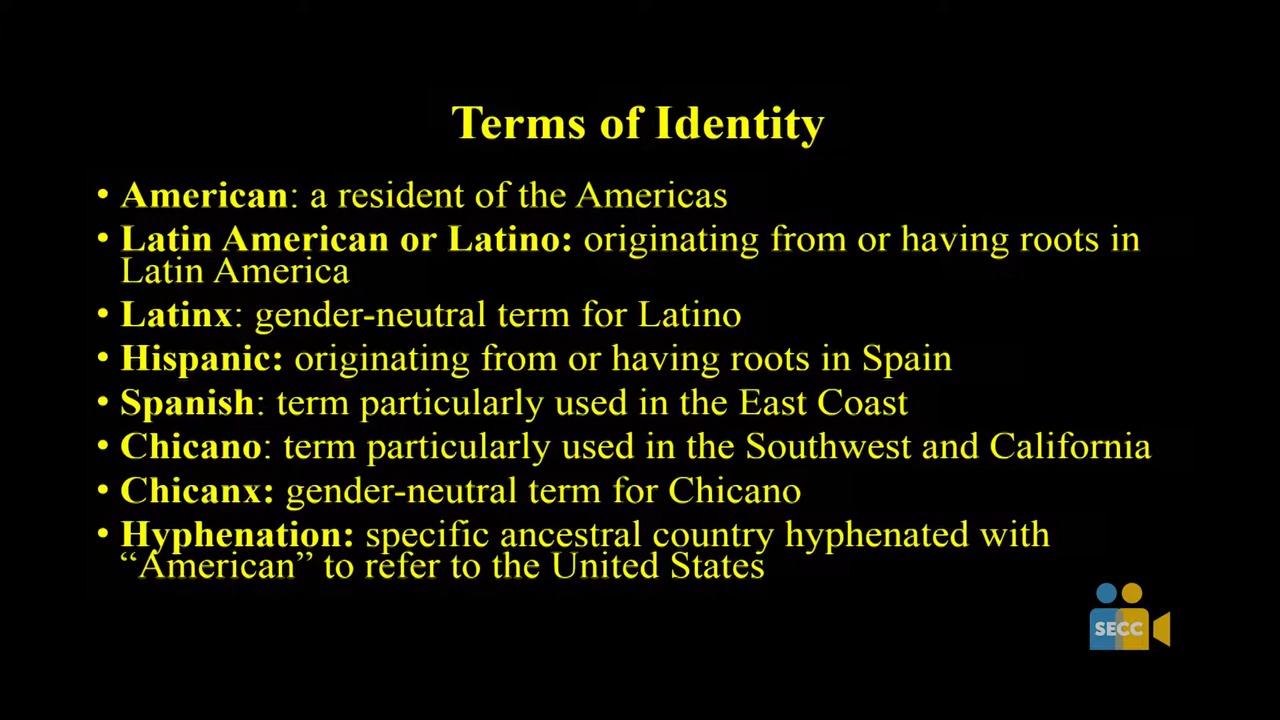 Terms of Identity
• American: a resident of the Americas
• Latin American or Latino: originating from or having roots in
Latin America
• Latinx: gender-neutral term for Latino
• Hispanic: originating from or having roots in Spain
• Spanish: term particularly used in the East Coast
• Chicano: term particularly used in the Southwest and California
• Chicanx: gender-neutral term for Chicano
• Hyphenation: specific ancestral country hyphenated with
“American” to refer to the United States
SECC